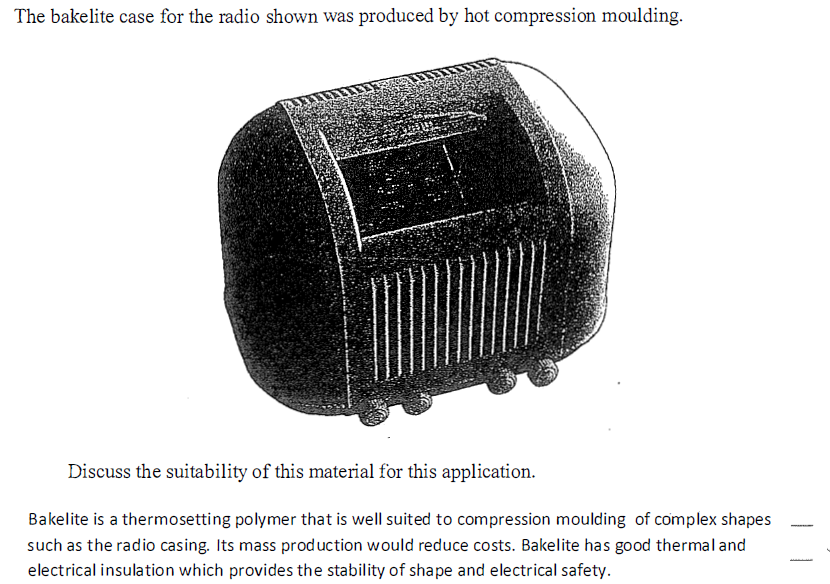 The bakelite case for the radio shown was produced by hot compression moulding.
Discuss the suitability of this material for this application.
Bakelite is a thermosetting polymer that is well suited to compression moulding of complex shapes
such as the radio casing. Its mass production would reduce costs. Bakelite has good thermal and
electrical insulation which provides the stability of shape and electrical safety.